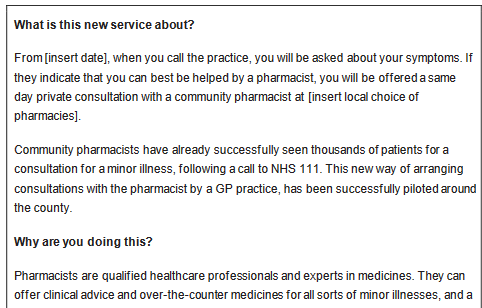 What is this new service about?
From [insert date], when you call the practice, you will be asked about your symptoms. If
they indicate that you can best be helped by a pharmacist, you will be offered a same
day private consultation with a community pharmacist at [insert local choice of
pharmacies].
Community pharmacists have already successfully seen thousands of patients for a
consultation for a minor illness, following a call to NHS 111. This new way of arranging
consultations with the pharmacist by a GP practice, has been successfully piloted around
the county.
Why are you doing this?
Pharmacists are qualified healthcare professionals and experts in medicines. They can
offer clinical advice and over-the-counter medicines for all sorts of minor illnesses, and a